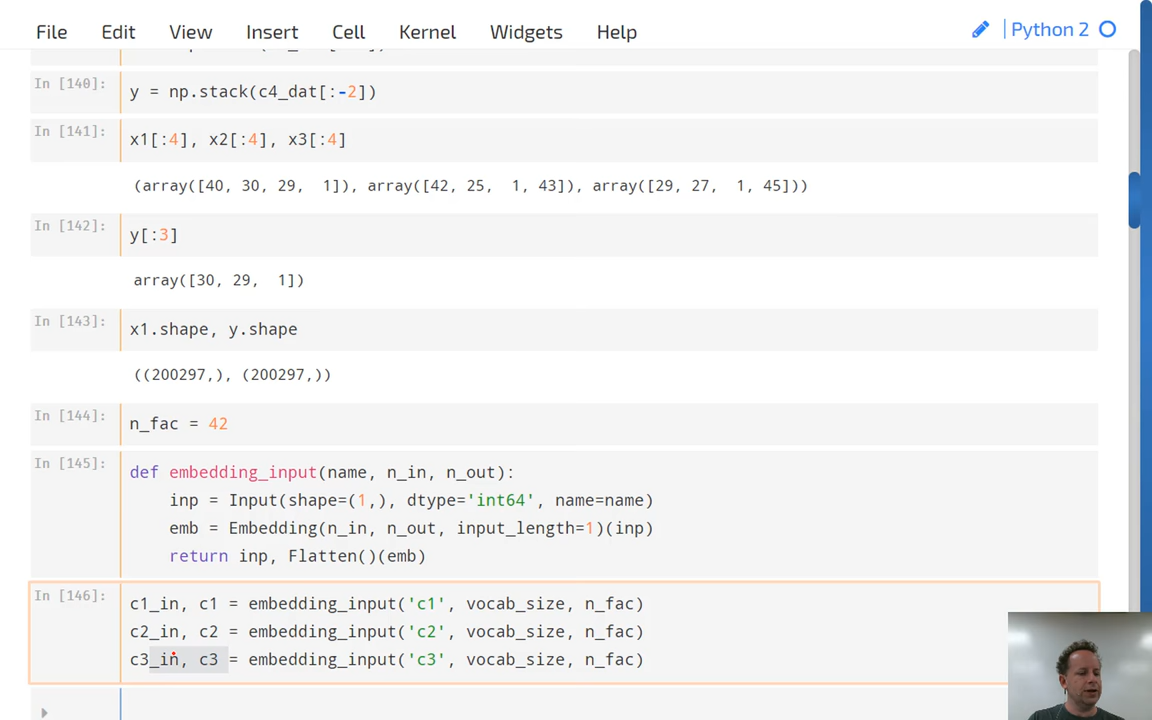 File Edit View Insert Cell Kernel Widgets Help Python 2
In [140]: y = np.stack(c4_dat[:-2])
In [141]: x1[:4], x2[:4], x3[:4]
(array([40, 30, 29,  1]), array([42, 25,  1, 43]), array([29, 27,  1, 45]))
In [142]: y[:3]
array([30, 29,  1])
In [143]: x1.shape, y.shape
((200297,), (200297,))
In [144]: n_fac = 42
In [145]: def embedding_input(name, n_in, n_out):
inp = Input(shape=(1,), dtype='int64', name=name)
emb = Embedding(n_in, n_out, input_length=1)(inp)
return inp, Flatten()(emb)
In [146]: c1_in, c1 = embedding_input('c1', vocab_size, n_fac)
c2_in, c2 = embedding_input('c2', vocab_size, n_fac)
c3_in, c3 = embedding_input('c3', vocab_size, n_fac)